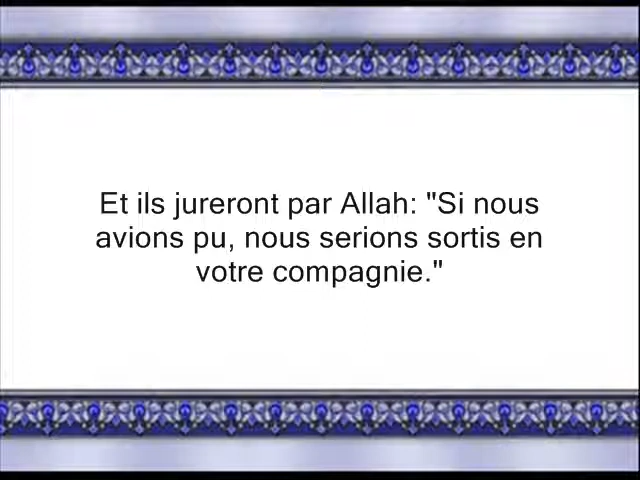 Et ils jureront par Allah: "Si nous
avions pu, nous serions sortis en
votre compagnie."